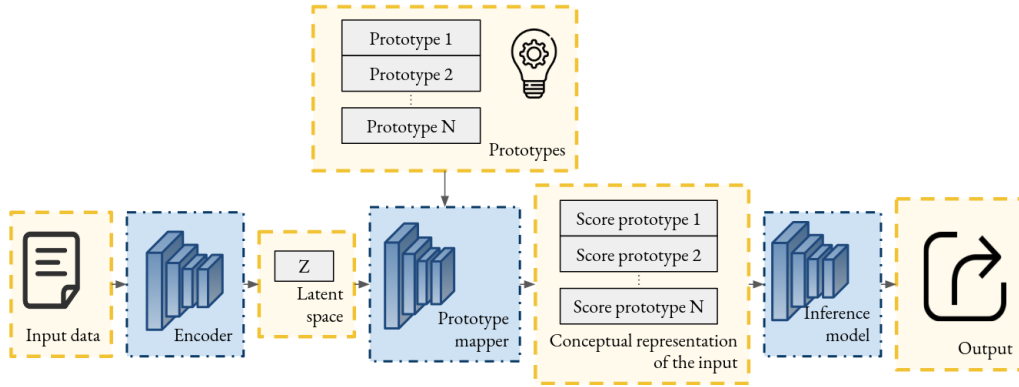 Prototype 1
Prototype 2
Prototype N
Prototypes
Input data
Encoder
Z
Latent
space
Prototype
mapper
Score prototype 1
Score prototype 2
Score prototype N
Conceptual representation
of the input
Inference
model
Output